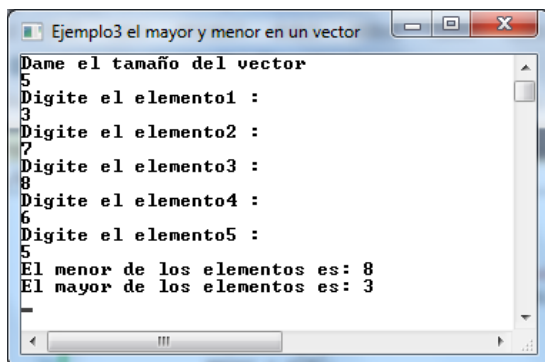 Ejemplo3 el mayor y menor en un vector
Dame el tamaño del vector
5
Digite el elemento1 :
3
Digite el elemento2 :
7
Digite el elemento3 :
8
Digite el elemento4 :
6
Digite el elemento5 :
5
El menor de los elementos es: 8
El mayor de los elementos es: 3